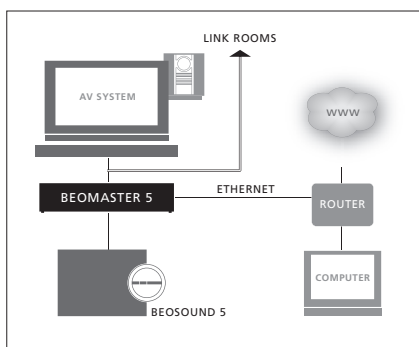 LINK ROOMS
AV SYSTEM
WWW
ETHERNET
BEOMASTER 5
ROUTER
COMPUTER
BEOSOUND 5